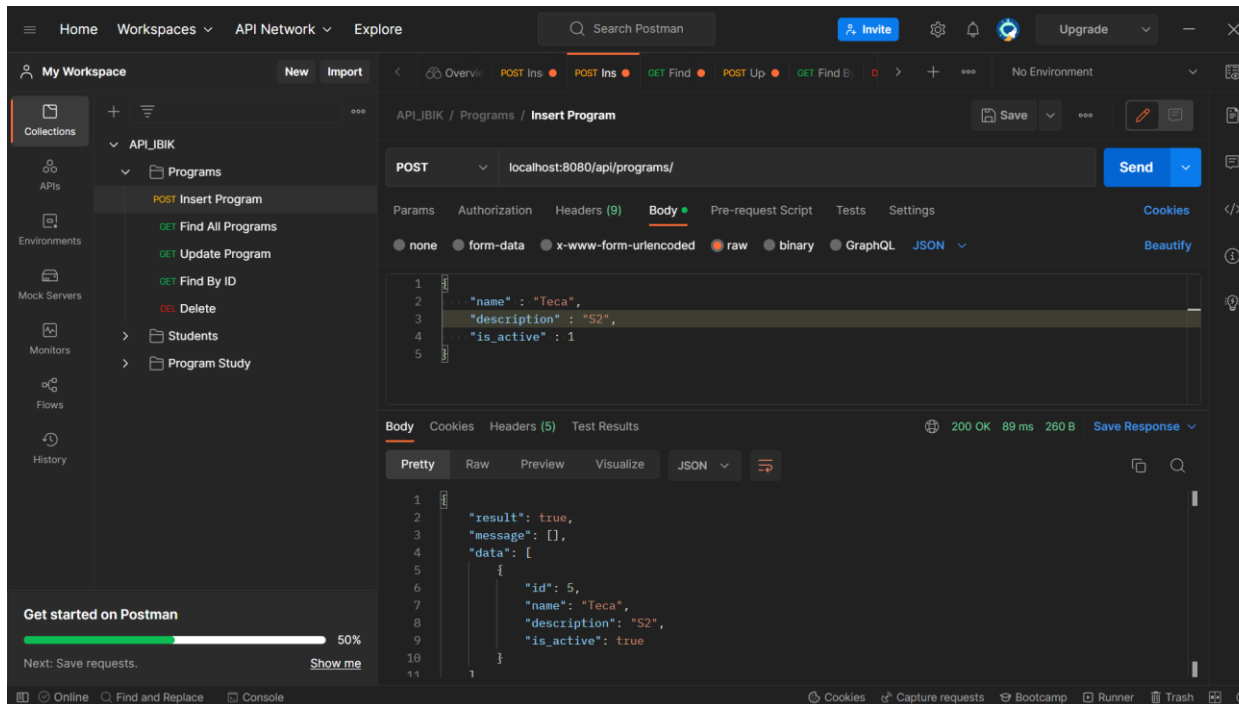 Home Workspaces API Network Explore Search Postman Invite Upgrade
My Workspace New Import Overvie POST Ins POST Ins GET Find POST Up GET Find B No Environment
Collections
APIs
Environments
Mock Servers
Monitors
Flows
History
API_IBIK
Programs
POST Insert Program
GET Find All Programs
GET Update Program
GET Find By ID
DEL Delete
Students
Program Study
Get started on Postman
50%
Next: Save requests. Show me
API_IBIK / Programs / Insert Program Save
POST localhost:8080/api/programs/ Send
Params Authorization Headers (9) Body Pre-request Script Tests Settings Cookies
none form-data x-www-form-urlencoded raw binary GraphQL JSON Beautify
1 {
2 "name" : "Teca",
3 "description" : "S2",
4 "is_active" : 1
5 }
Body Cookies Headers (5) Test Results 200 OK 89 ms 260 B Save Response
Pretty Raw Preview Visualize JSON
1 {
2 "result": true,
3 "message": [],
4 "data": [
5 {
6 "id": 5,
7 "name": "Teca",
8 "description": "S2",
9 "is_active": true
10 }
11 ]
Online Find and Replace Console Cookies Capture requests Bootcamp Runner Trash